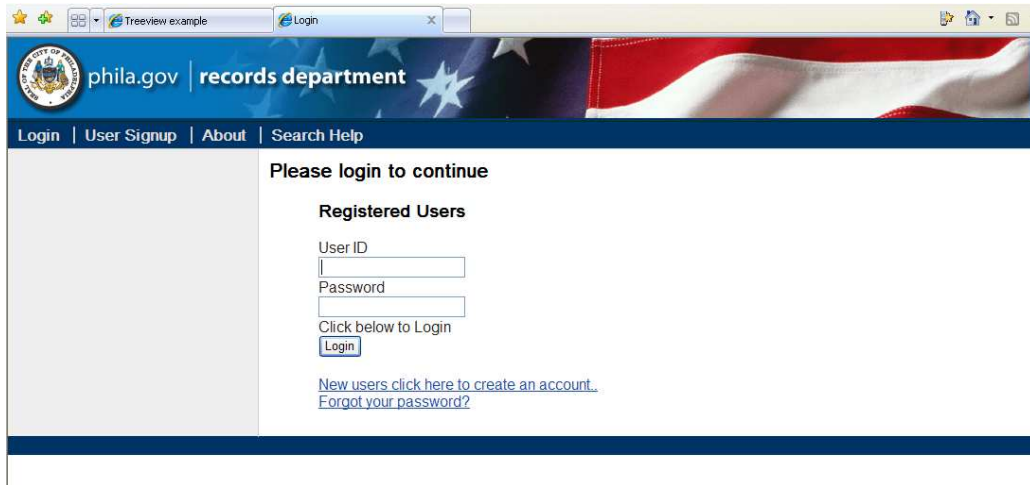 Treeview example
Login
x
phila.gov | records department
Login | User Signup | About | Search Help
Please login to continue
Registered Users
User ID
Password
Click below to Login
Login
New users click here to create an account..
Forgot your password?